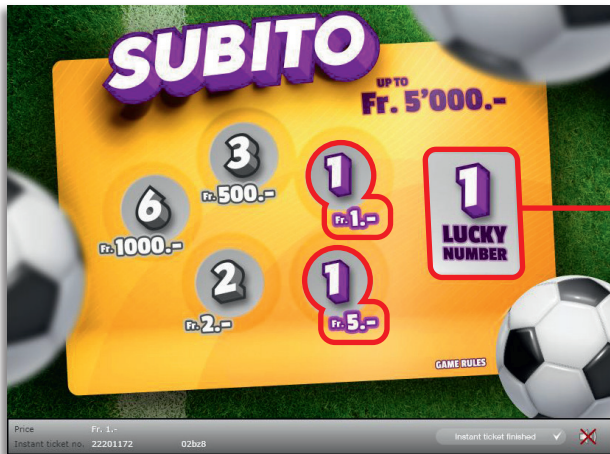 SUBITO
UP TO
Fr. 5'000.-
3
Fr. 500.-
1
Fr. 1.-
6
Fr. 1000.-
1
LUCKY
NUMBER
2
Fr. 2.-
1
Fr. 5.-
GAME RULES
Price Fr. 1.-
Instant ticket no. 22201172 02bz8
Instant ticket finished